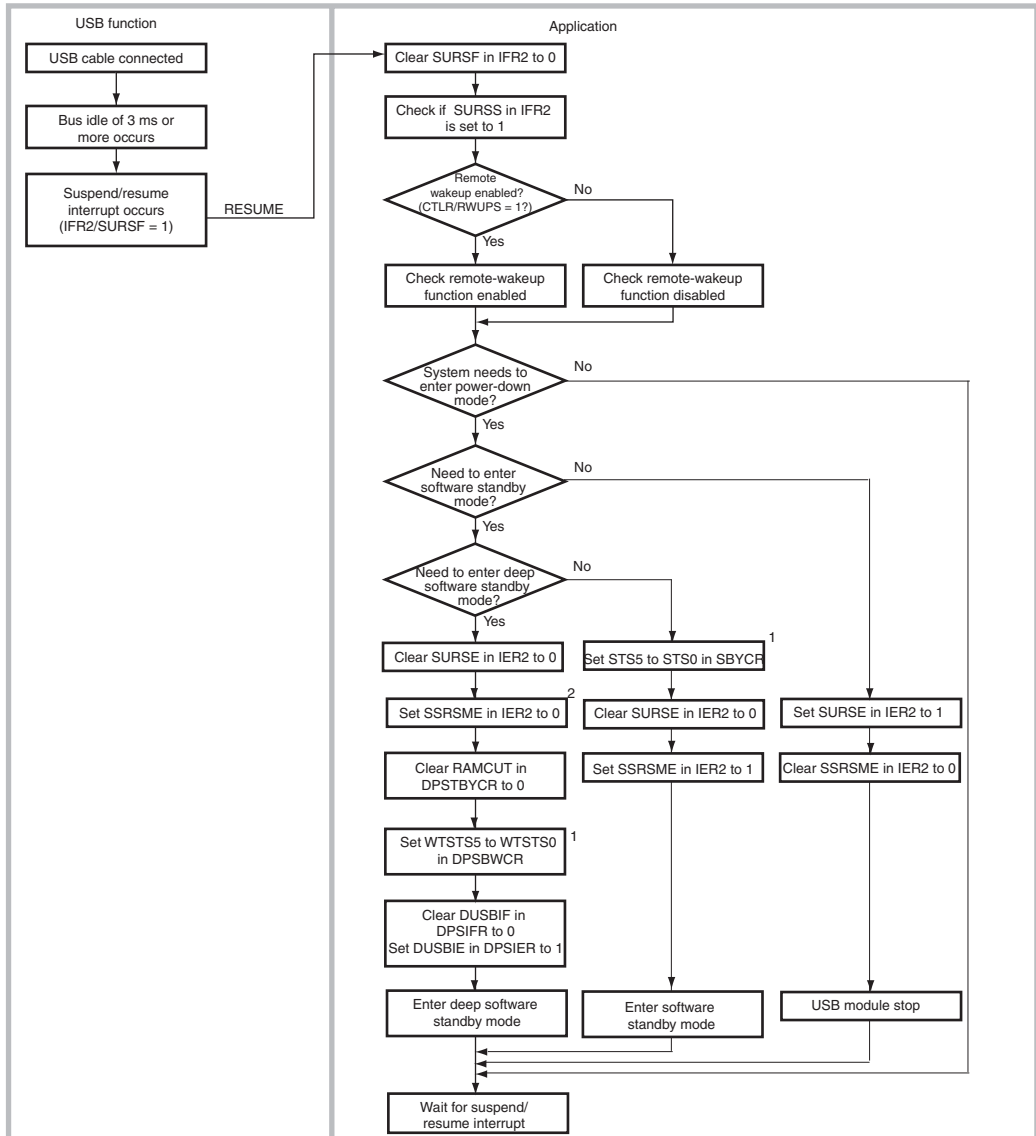 USB function
USB cable connected
Bus idle of 3 ms or
more occurs
Suspend/resume
interrupt occurs
(IFR2/SURSF = 1)
RESUME
Application
Clear SURSF in IFR2 to 0
Check if SURSS in IFR2
is set to 1
Remote
wakeup enabled?
(CTLR/RWUPS = 1?)
No
Yes
Check remote-wakeup
function enabled
Check remote-wakeup
function disabled
System needs to
enter power-down
mode?
No
Yes
Need to enter
software standby
mode?
No
Yes
Need to enter deep
software standby
mode?
No
Yes
Clear SURSE in IER2 to 0
Set STS5 to STS0 in SBYCR
1
Set SSRSME in IER2 to 0
2
Clear SURSE in IER2 to 0
Set SURSE in IER2 to 1
Clear RAMCUT in
DPSTBYCR to 0
Set SSRSME in IER2 to 1
Clear SSRSME in IER2 to 0
Set WTSTS5 to WTSTS0
in DPSBWCR
1
Clear DUSBIF in
DPSIFR to 0
Set DUSBIE in DPSIER to 1
Enter deep software
standby mode
Enter software
standby mode
USB module stop
Wait for suspend/
resume interrupt